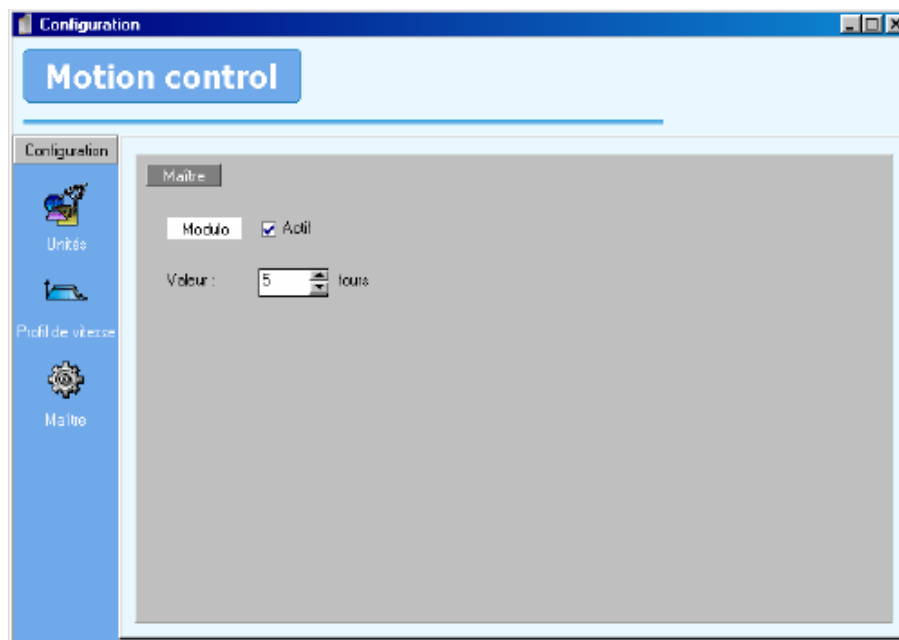 Configuration
Motion control
Configuration
Unités
Profil de vitesse
Maître
Maître
Modulo
Actif
Valeur :
5
tours